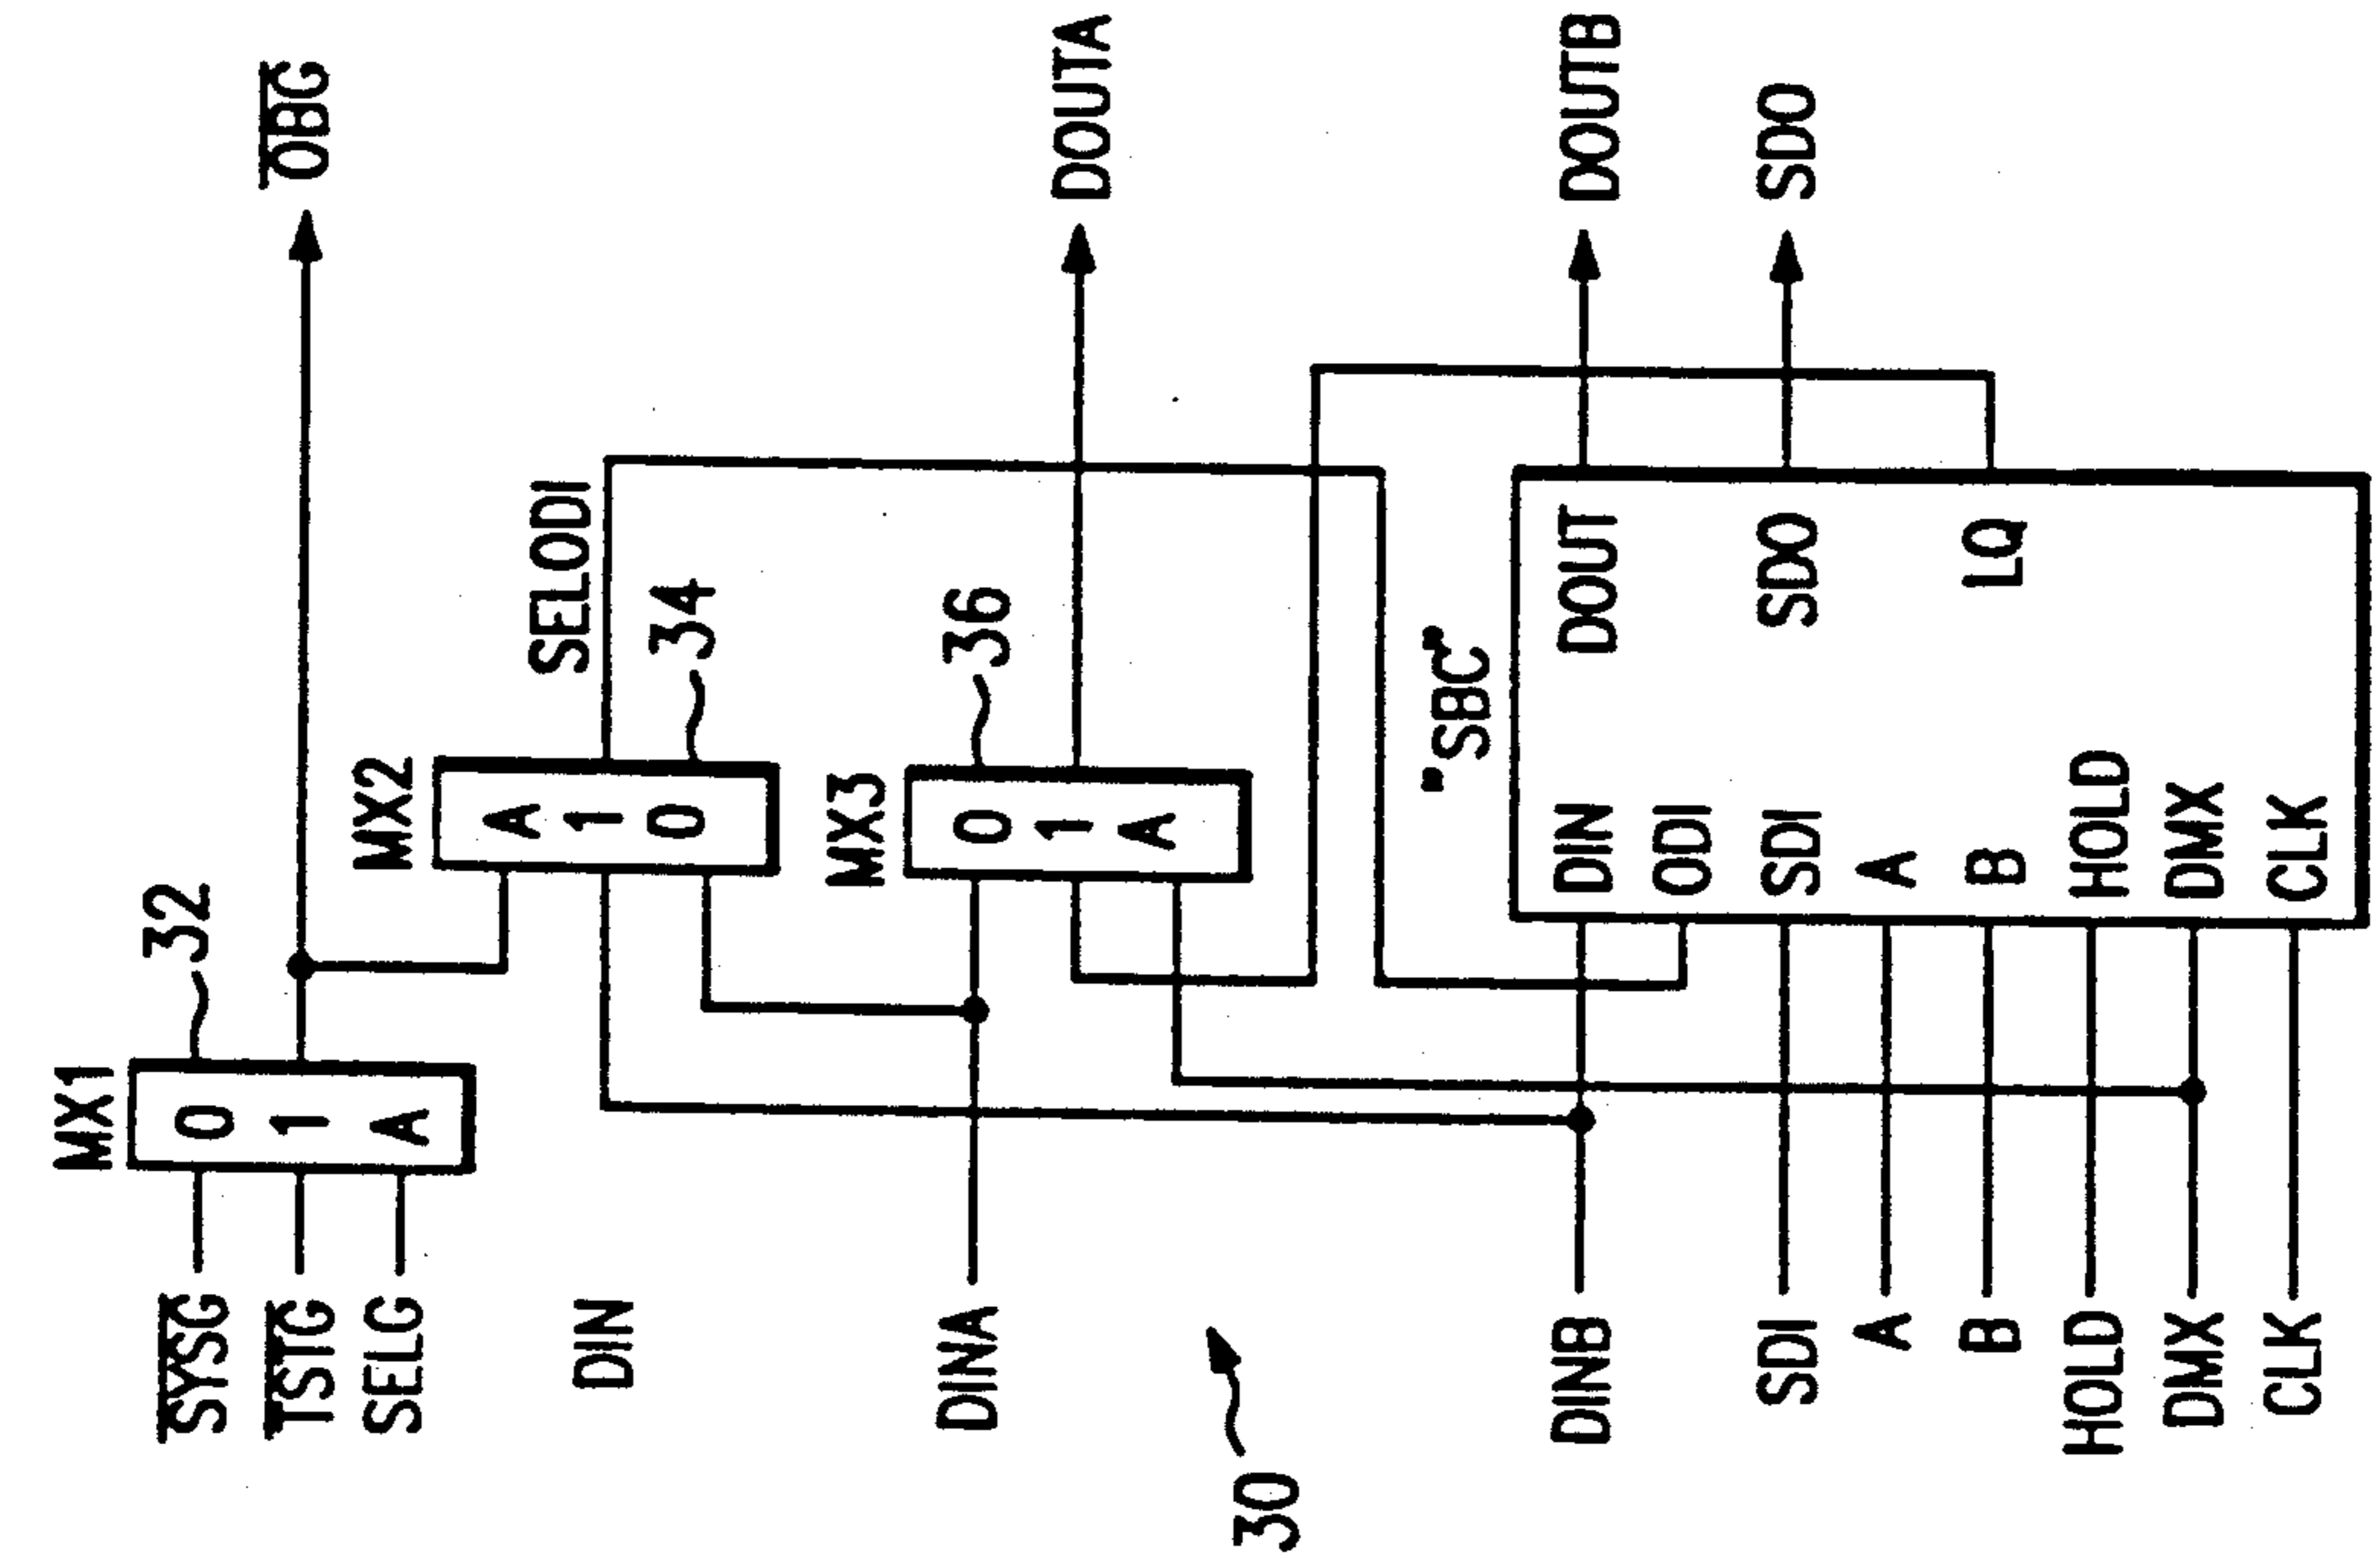 MX1
32
0
1
A
SYSG
TSTG
SELG
OBG
MX2
A
1
0
SELODI
34
DIN
MX3
36
0
1
A
DINA
DOUTA
30
"SBC"
DIN
ODI
SDI
A
B
HOLD
DMX
CLK
DOUT
SDO
LQ
DINB
SDI
A
B
HOLD
DMX
CLK
DOUTB
SDO